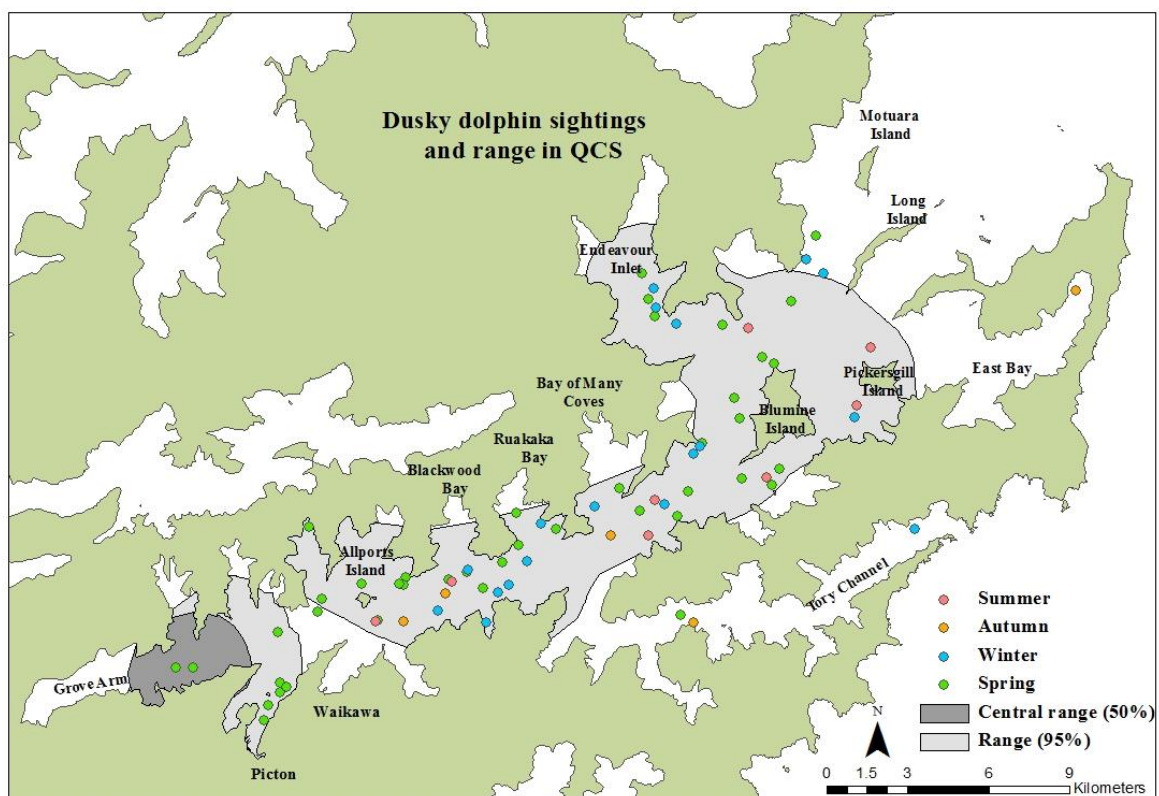 Dusky dolphin sightings
and range in QCS
Motuara
Island
Long
Island
Endeavour
Inlet
Pickersgill
Island
East Bay
Bay of Many
Coves
Blumine
Island
Ruakaka
Bay
Blackwood
Bay
Allports
Island
Tory Channel
Grove Arm
Waikawa
Picton
Summer
Autumn
Winter
Spring
Central range (50%)
Range (95%)
N
0 1.5 3 6 9
Kilometers